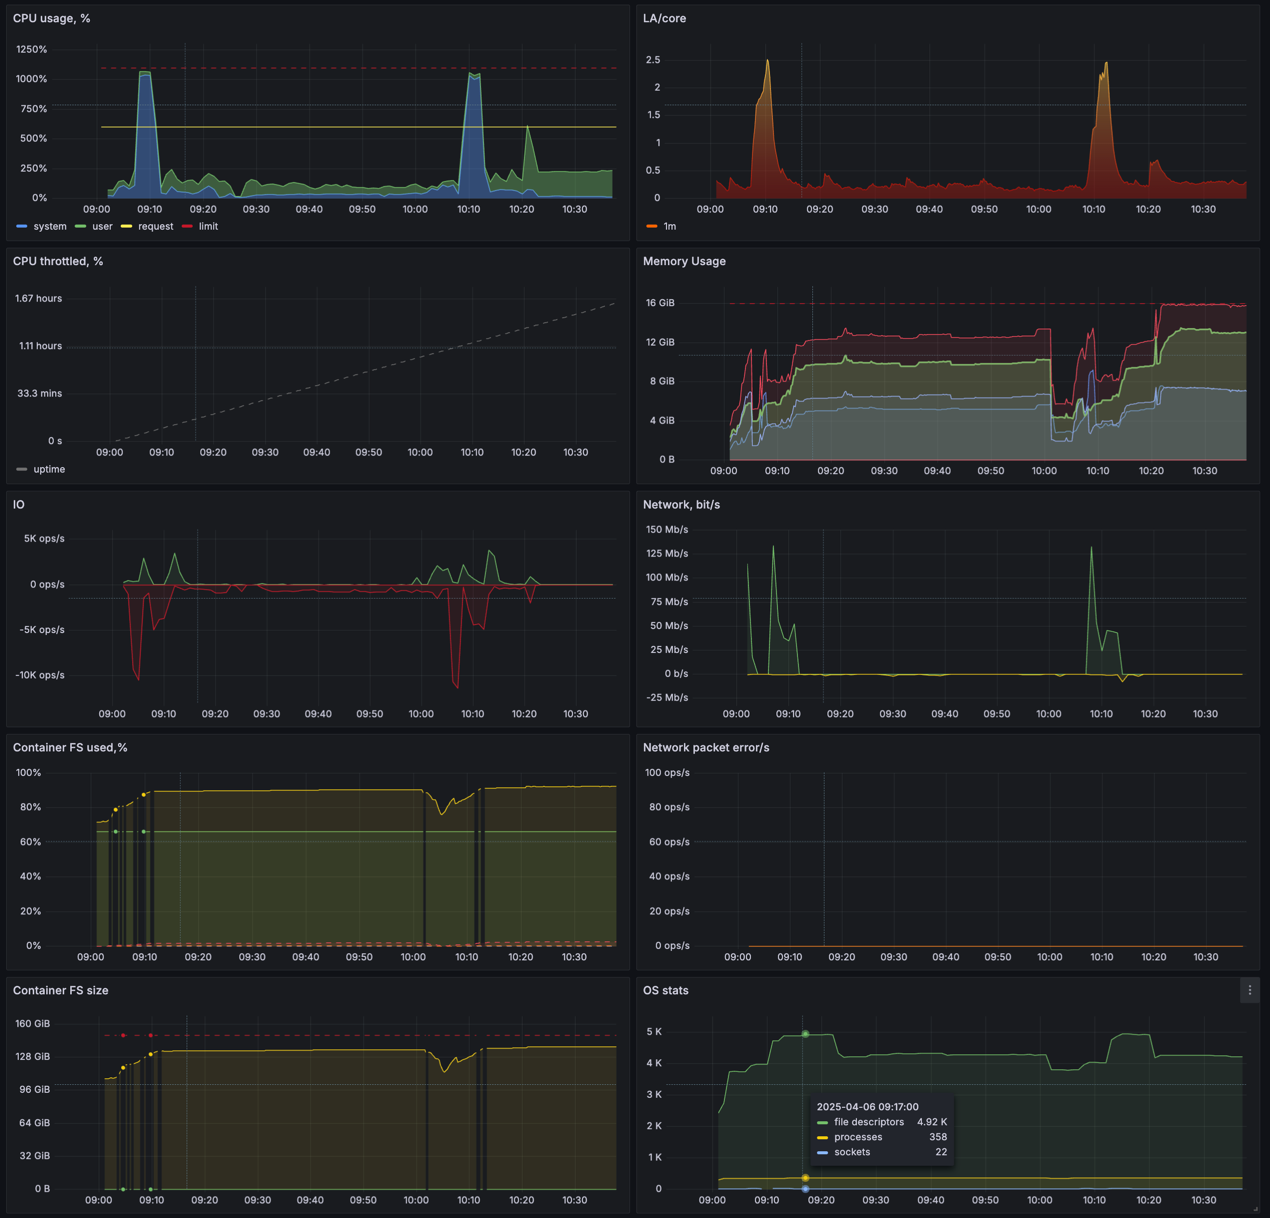 CPU usage, %
1250%
1000%
750%
500%
250%
0%
09:00 09:10 09:20 09:30 09:40 09:50 10:00 10:10 10:20 10:30
system user request limit
LA/core
2.5
2
1.5
1
0.5
0
09:00 09:10 09:20 09:30 09:40 09:50 10:00 10:10 10:20 10:30
1m
CPU throttled, %
1.67 hours
1.11 hours
33.3 mins
0 s
09:00 09:10 09:20 09:30 09:40 09:50 10:00 10:10 10:20 10:30
uptime
Memory Usage
16 GiB
12 GiB
8 GiB
4 GiB
0 B
09:00 09:10 09:20 09:30 09:40 09:50 10:00 10:10 10:20 10:30
IO
5K ops/s
0 ops/s
-5K ops/s
-10K ops/s
09:00 09:10 09:20 09:30 09:40 09:50 10:00 10:10 10:20 10:30
Network, bit/s
150 Mb/s
125 Mb/s
100 Mb/s
75 Mb/s
50 Mb/s
25 Mb/s
0 b/s
-25 Mb/s
09:00 09:10 09:20 09:30 09:40 09:50 10:00 10:10 10:20 10:30
Container FS used,%
100%
80%
60%
40%
20%
0%
09:00 09:10 09:20 09:30 09:40 09:50 10:00 10:10 10:20 10:30
Network packet error/s
100 ops/s
80 ops/s
60 ops/s
40 ops/s
20 ops/s
0 ops/s
09:00 09:10 09:20 09:30 09:40 09:50 10:00 10:10 10:20 10:30
Container FS size
160 GiB
128 GiB
96 GiB
64 GiB
32 GiB
0 B
09:00 09:10 09:20 09:30 09:40 09:50 10:00 10:10 10:20 10:30
OS stats
5 K
4 K
3 K
2 K
1 K
0
2025-04-06 09:17:00
file descriptors 4.92 K
processes 358
sockets 22
09:00 09:10 09:20 09:30 09:40 09:50 10:00 10:10 10:20 10:30